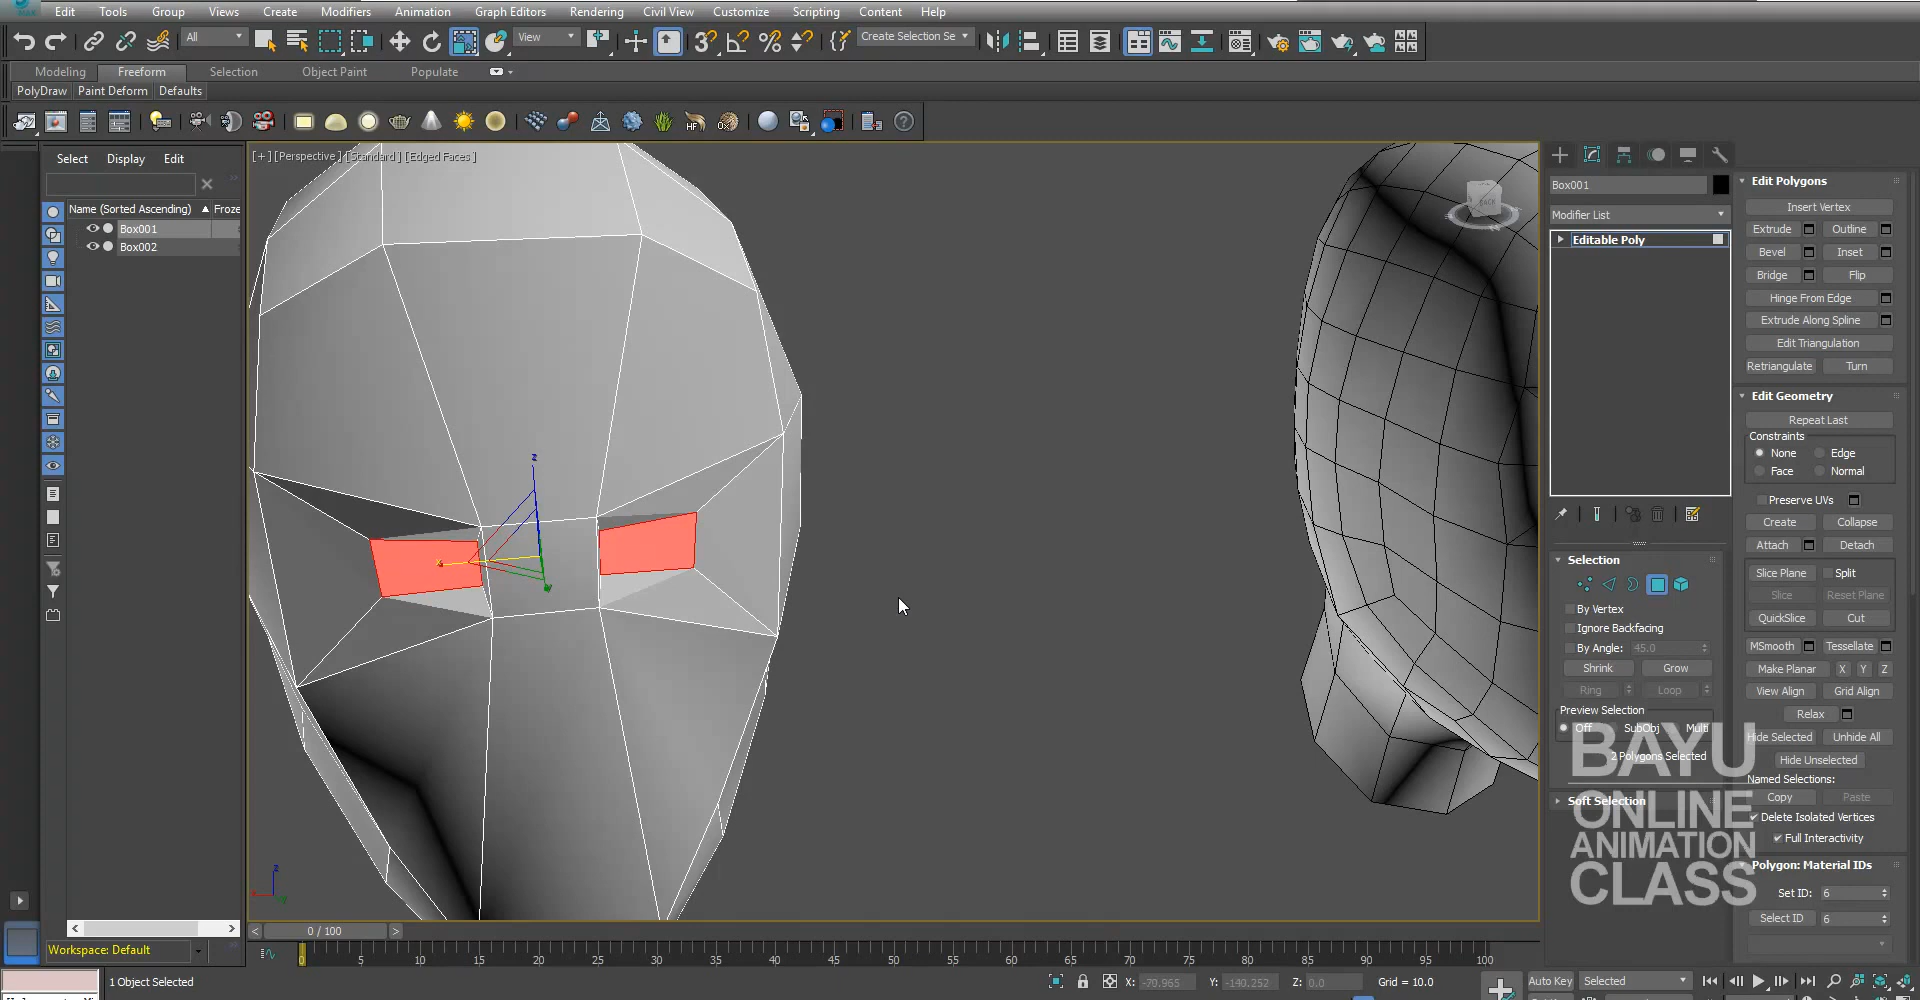 Edit Tools Group Views Create Modifiers Animation Graph Editors Rendering Civil View Customize Scripting Content Help
All View Create Selection Se
Modeling Freeform Selection Object Paint Populate
PolyDraw Paint Deform Defaults
Select Display Edit
Name (Sorted Ascending) Froze
Box001
Box002
[+] [Perspective] [Standard] [Edged Faces]
z
x
BACK
Box001
Modifier List
Editable Poly
Selection
By Vertex
Ignore Backfacing
By Angle: 45.0
Shrink Grow
Ring Loop
Preview Selection
Off SubObj Multi
2 Polygons Selected
Soft Selection
Edit Polygons
Insert Vertex
Extrude Outline
Bevel Inset
Bridge Flip
Hinge From Edge
Extrude Along Spline
Edit Triangulation
Retriangulate Turn
Edit Geometry
Repeat Last
Constraints
None Edge
Face Normal
Preserve UVs
Create Collapse
Attach Detach
Slice Plane Split
Slice Reset Plane
QuickSlice Cut
MSmooth Tessellate
Make Planar X Y Z
View Align Grid Align
Relax
Hide Selected Unhide All
Hide Unselected
Named Selections:
Copy Paste
Delete Isolated Vertices
Full Interactivity
Polygon: Material IDs
Set ID: 6
Select ID 6
BAYU
ONLINE
ANIMATION
CLASS
0 / 100
Workspace: Default
0 5 10 15 20 25 30 35 40 45 50 55 60 65 70 75 80 85 90 95 100
1 Object Selected
X: -70.965 Y: -140.252 Z: 0.0 Grid = 10.0
Auto Key Selected